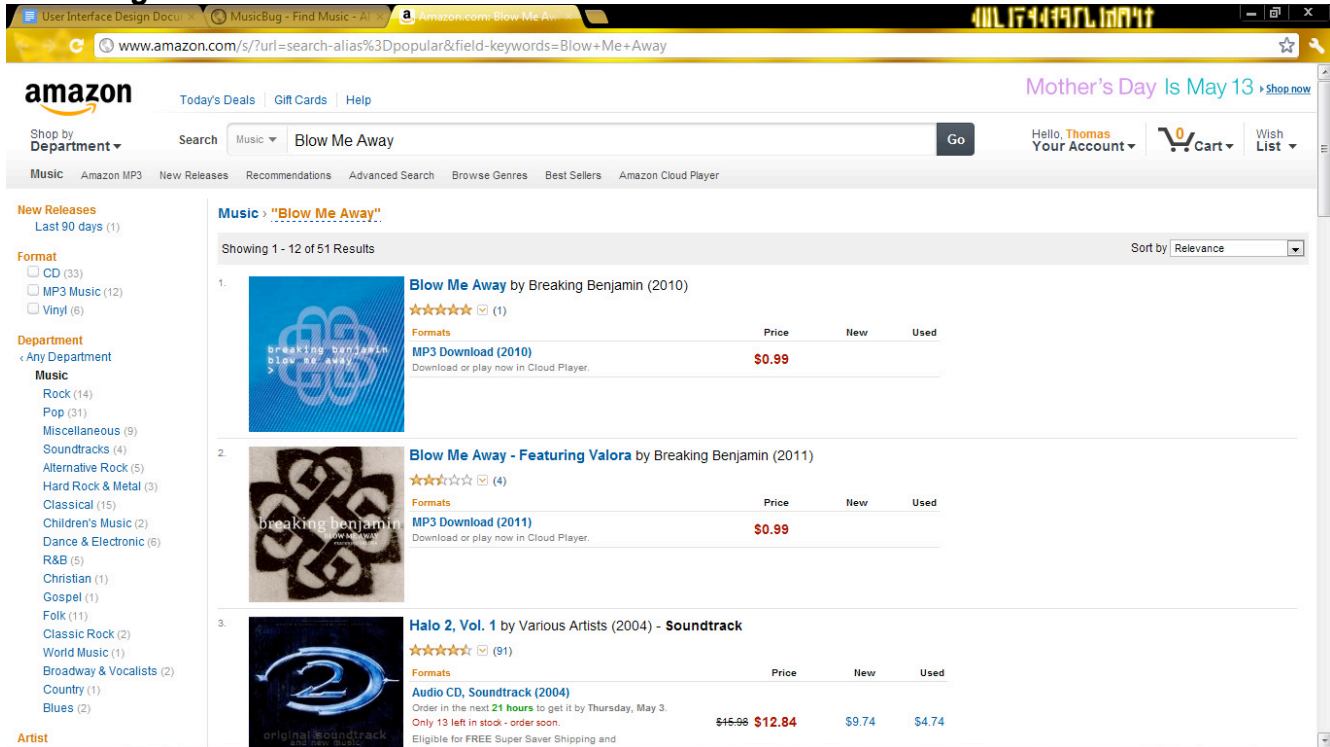 User Interface Design Docu
MusicBug - Find Music - Al
Amazon.com: Blow Me Aw
www.amazon.com/s/?url=search-alias%3Dpopular&field-keywords=Blow+Me+Away
amazon
Today's Deals
Gift Cards
Help
Mother's Day Is May 13
Shop now
Shop by
Department
Search
Music
Blow Me Away
Go
Hello, Thomas
Your Account
0
Cart
Wish
List
Music
Amazon MP3
New Releases
Recommendations
Advanced Search
Browse Genres
Best Sellers
Amazon Cloud Player
New Releases
Last 90 days (1)
Format
CD (33)
MP3 Music (12)
Vinyl (6)
Department
‹ Any Department
Music
Rock (14)
Pop (31)
Miscellaneous (9)
Soundtracks (4)
Alternative Rock (5)
Hard Rock & Metal (3)
Classical (15)
Children's Music (2)
Dance & Electronic (6)
R&B (5)
Christian (1)
Gospel (1)
Folk (11)
Classic Rock (2)
World Music (1)
Broadway & Vocalists (2)
Country (1)
Blues (2)
Artist
Music › "Blow Me Away"
Showing 1 - 12 of 51 Results
Sort by Relevance
1.
breaking benjamin
blow me away
>
Blow Me Away by Breaking Benjamin (2010)
(1)
Formats Price New Used
MP3 Download (2010) $0.99
Download or play now in Cloud Player.
2.
breaking benjamin
BLOW ME AWAY
Blow Me Away - Featuring Valora by Breaking Benjamin (2011)
(4)
Formats Price New Used
MP3 Download (2011) $0.99
Download or play now in Cloud Player.
3.
2
original soundtrack
and new music
Halo 2, Vol. 1 by Various Artists (2004) - Soundtrack
(91)
Formats Price New Used
Audio CD, Soundtrack (2004)
Order in the next 21 hours to get it by Thursday, May 3.
Only 13 left in stock - order soon. $15.98 $12.84 $9.74 $4.74
Eligible for FREE Super Saver Shipping and